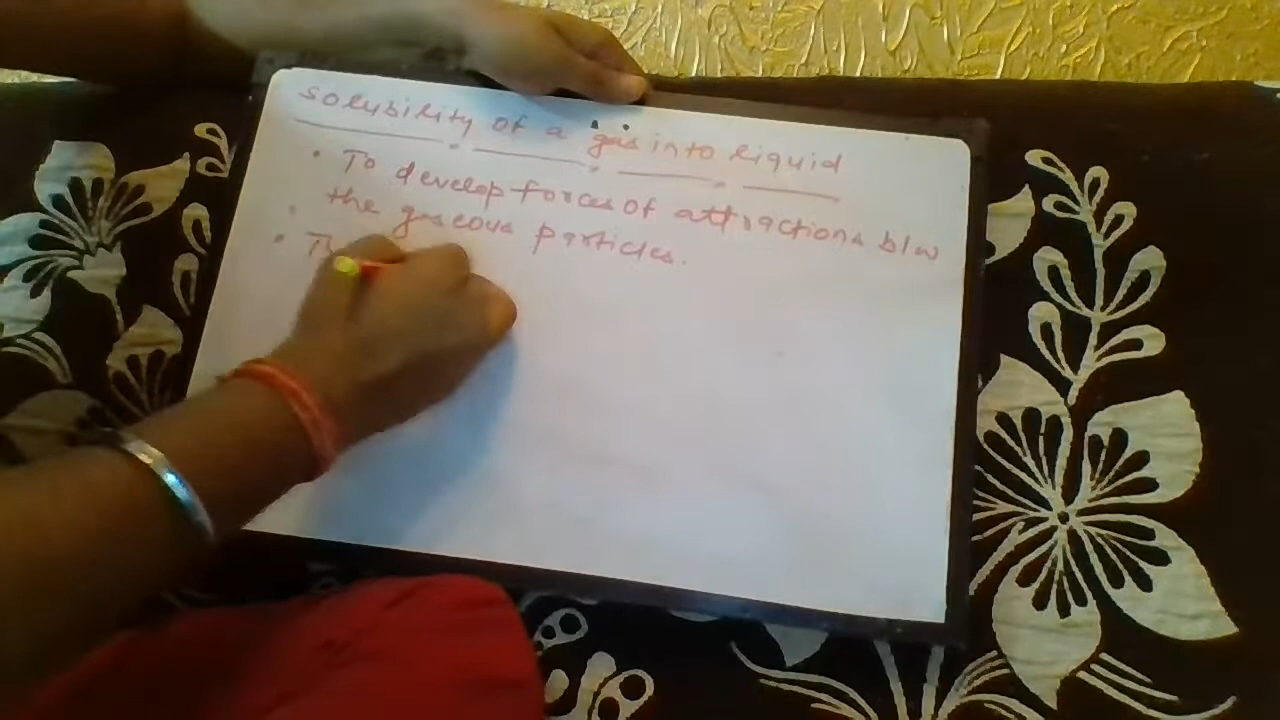 Solubility of a gas into liquid
• To develop forces of attractions b/w
the gaseous particles.
• T